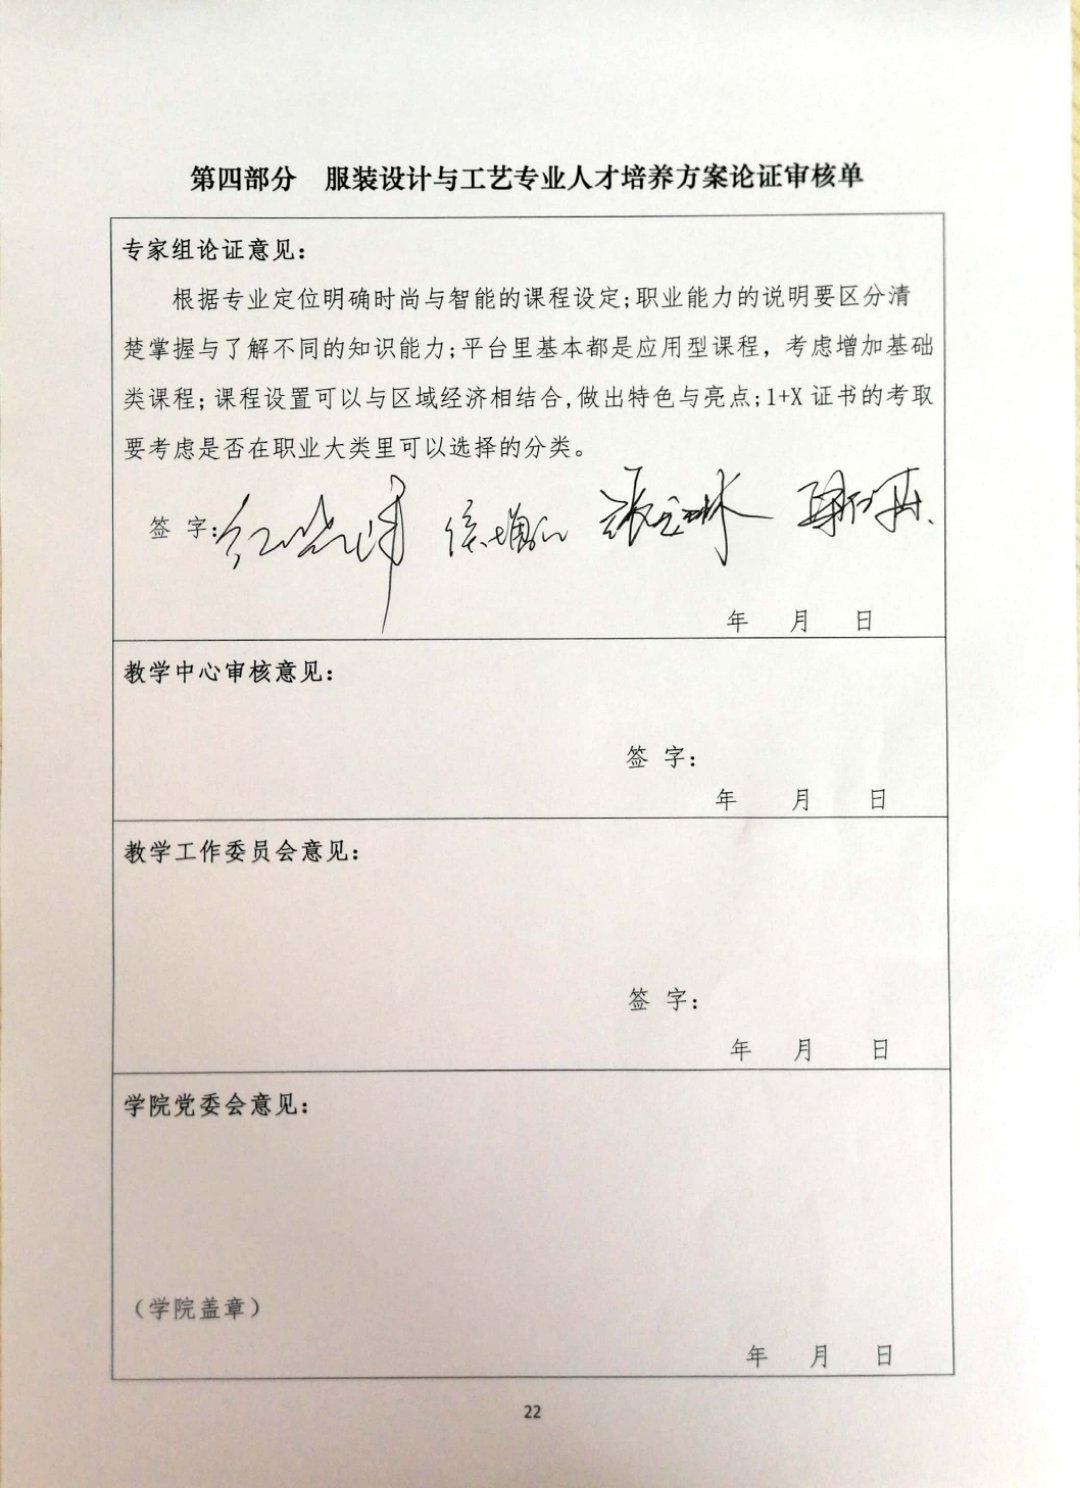 第四部分 服装设计与工艺专业人才培养方案论证审核单
专家组论证意见：
根据专业定位明确时尚与智能的课程设定;职业能力的说明要区分清
楚掌握与了解不同的知识能力;平台里基本都是应用型课程，考虑增加基础
类课程；课程设置可以与区域经济相结合,做出特色与亮点;1+X 证书的考取
要考虑是否在职业大类里可以选择的分类。
签 字:
年 月 日
教学中心审核意见：
签 字：
年 月 日
教学工作委员会意见：
签 字：
年 月 日
学院党委会意见：
（学院盖章）
年 月 日
22